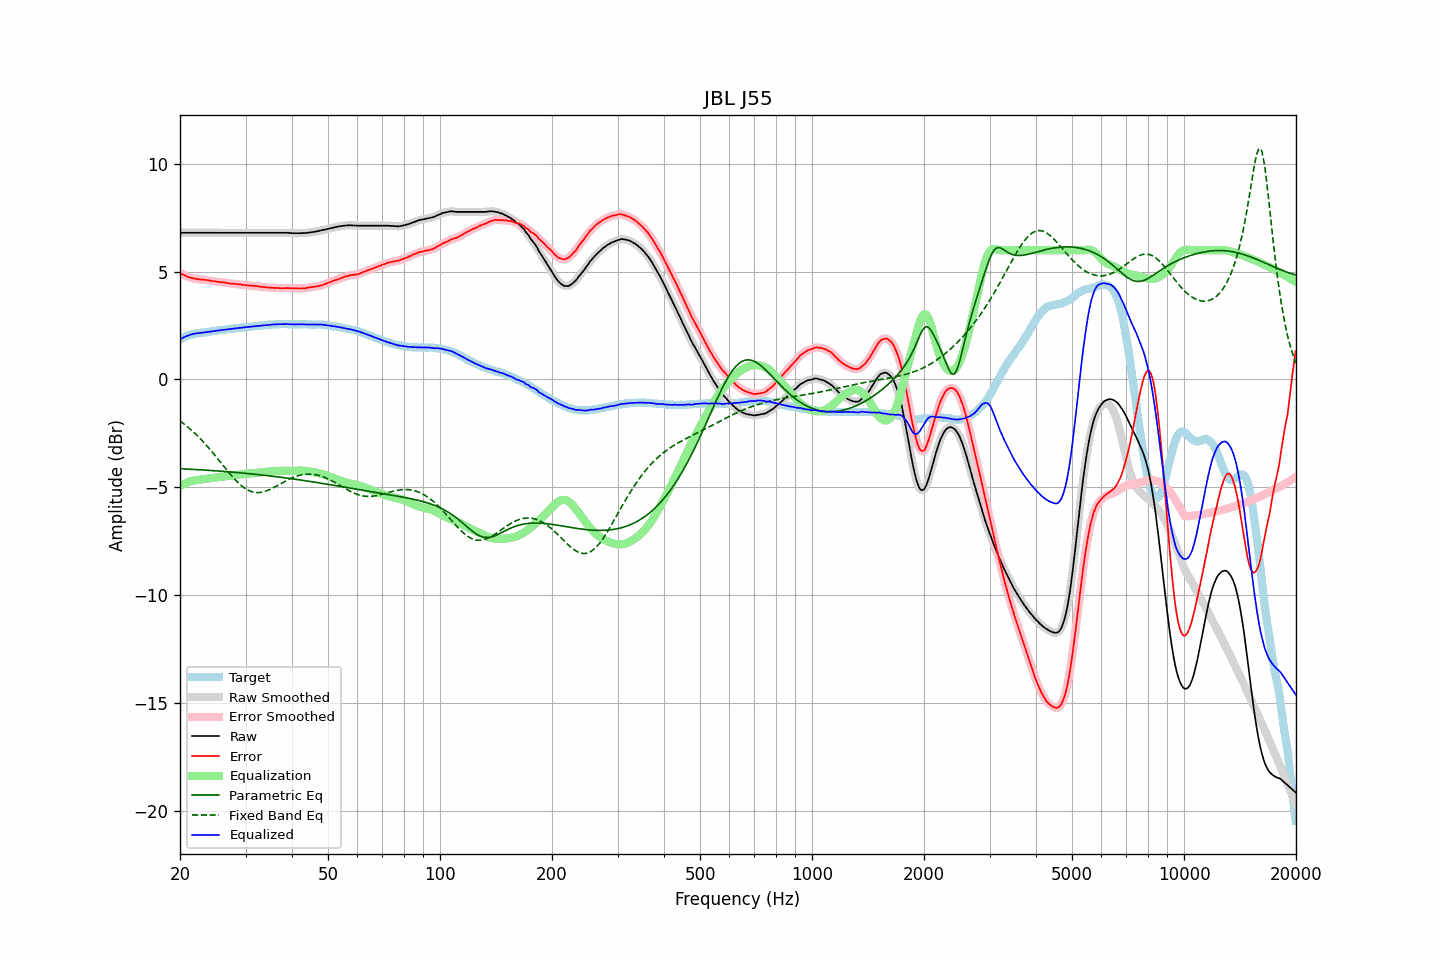 JBL J55
Amplitude (dBr)
10
5
0
−5
−10
−15
−20
Target
Raw Smoothed
Error Smoothed
Raw
Error
Equalization
Parametric Eq
Fixed Band Eq
Equalized
20 50 100 200 500 1000 2000 5000 10000 20000
Frequency (Hz)